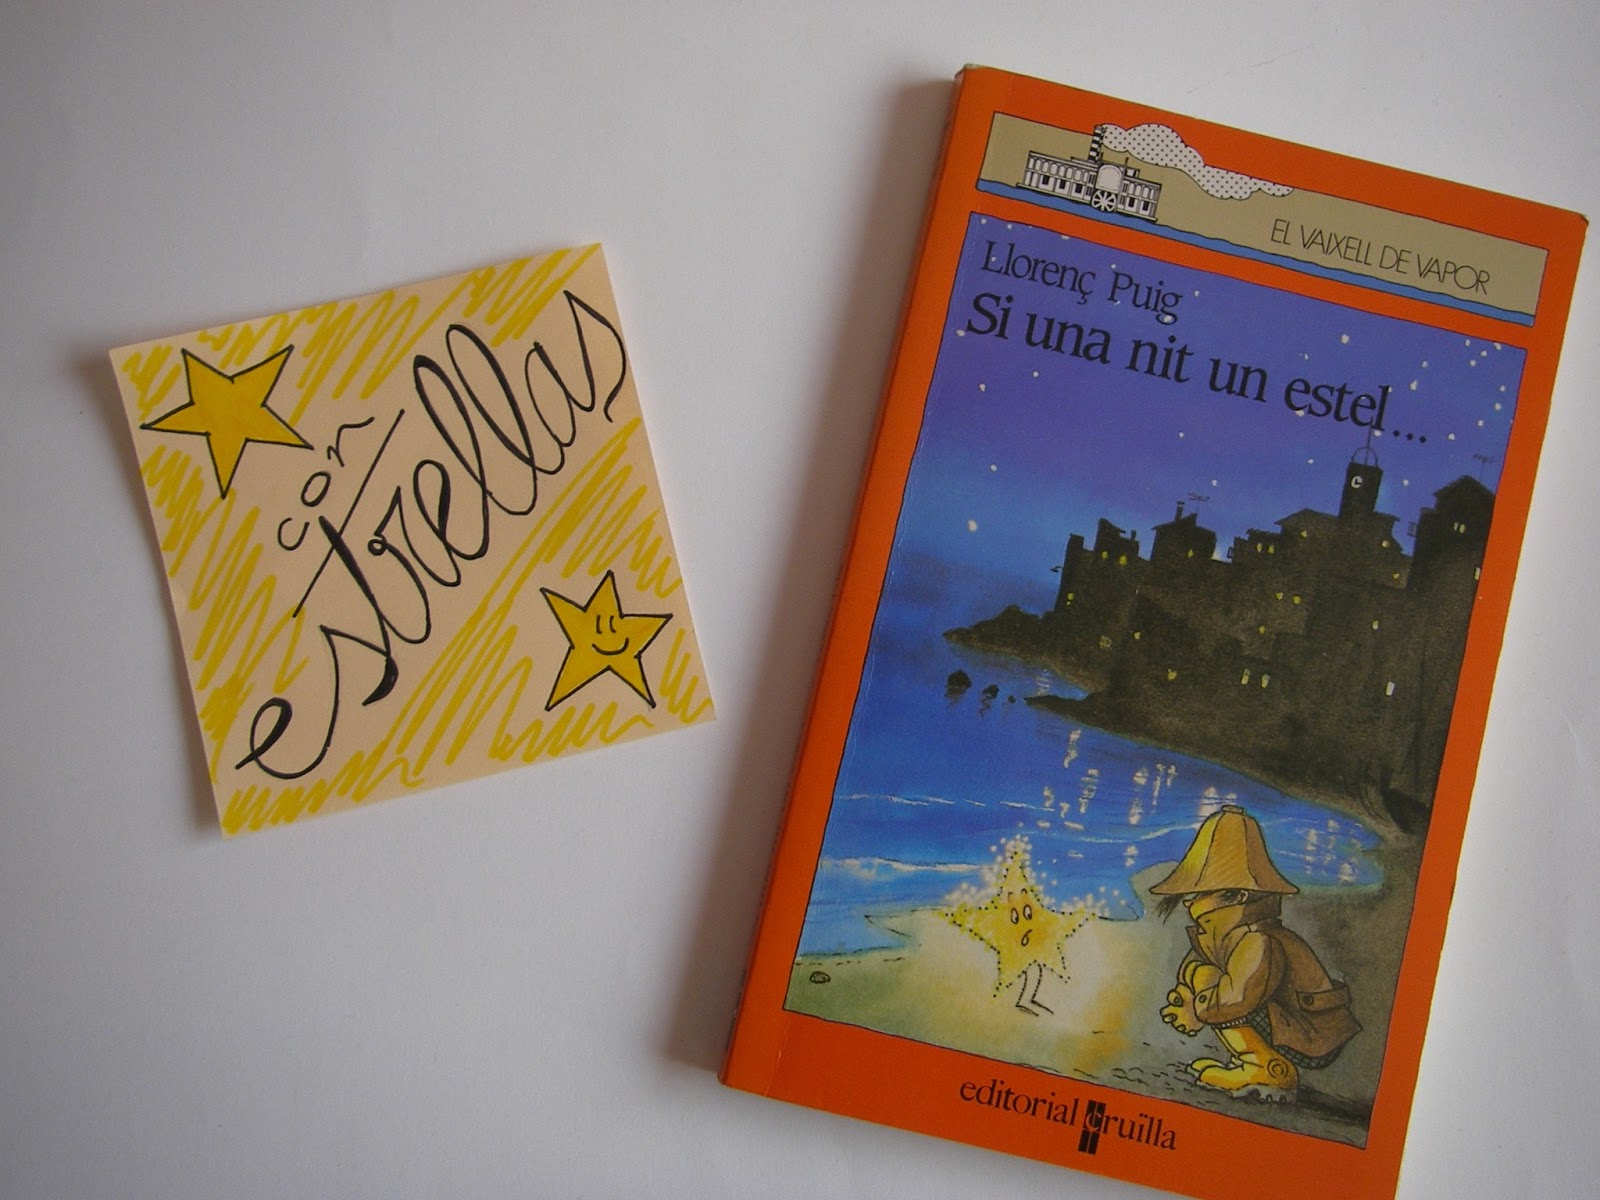 con
estrellas
EL VAIXELL DE VAPOR
Llorenç Puig
Si una nit un estel...
editorial cruïlla